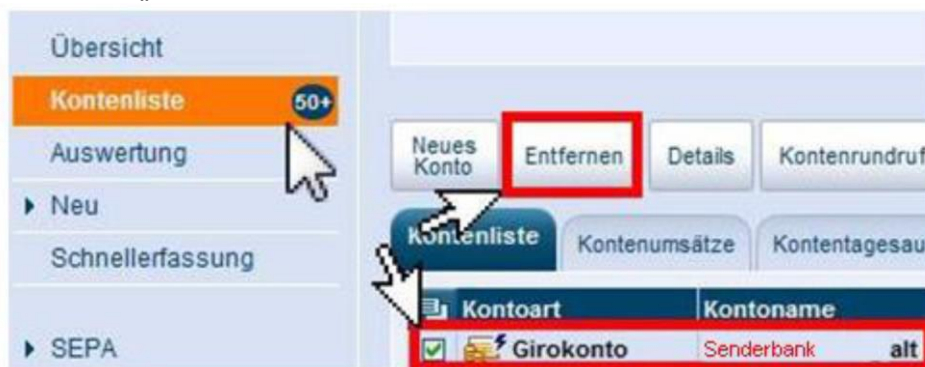 Übersicht
Kontenliste 50+
Auswertung
Neu
Schnellerfassung
SEPA
Neues
Konto
Entfernen
Details
Kontenrundruf
Kontenliste
Kontenumsätze
Kontentagesau
Kontoart Kontoname
Girokonto Senderbank _ alt